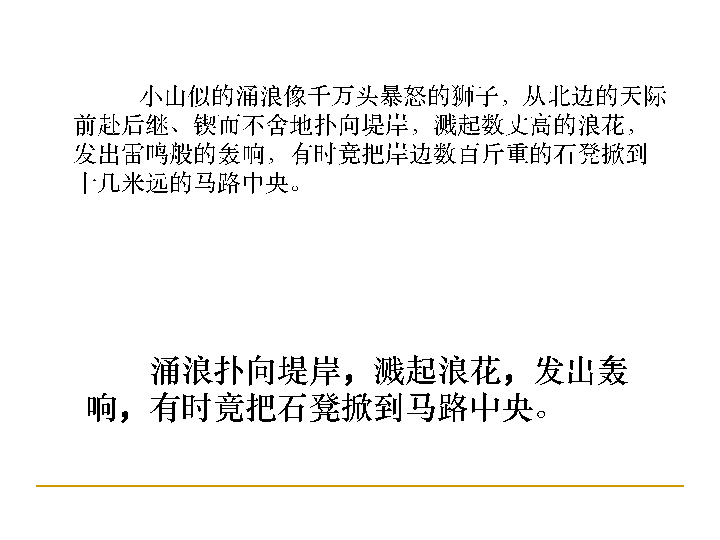 小山似的涌浪像千万头暴怒的狮子，从北边的天际
前赴后继、锲而不舍地扑向堤岸，溅起数丈高的浪花，
发出雷鸣般的轰响，有时竟把岸边数百斤重的石凳掀到
十几米远的马路中央。
涌浪扑向堤岸，溅起浪花，发出轰
响，有时竟把石凳掀到马路中央。